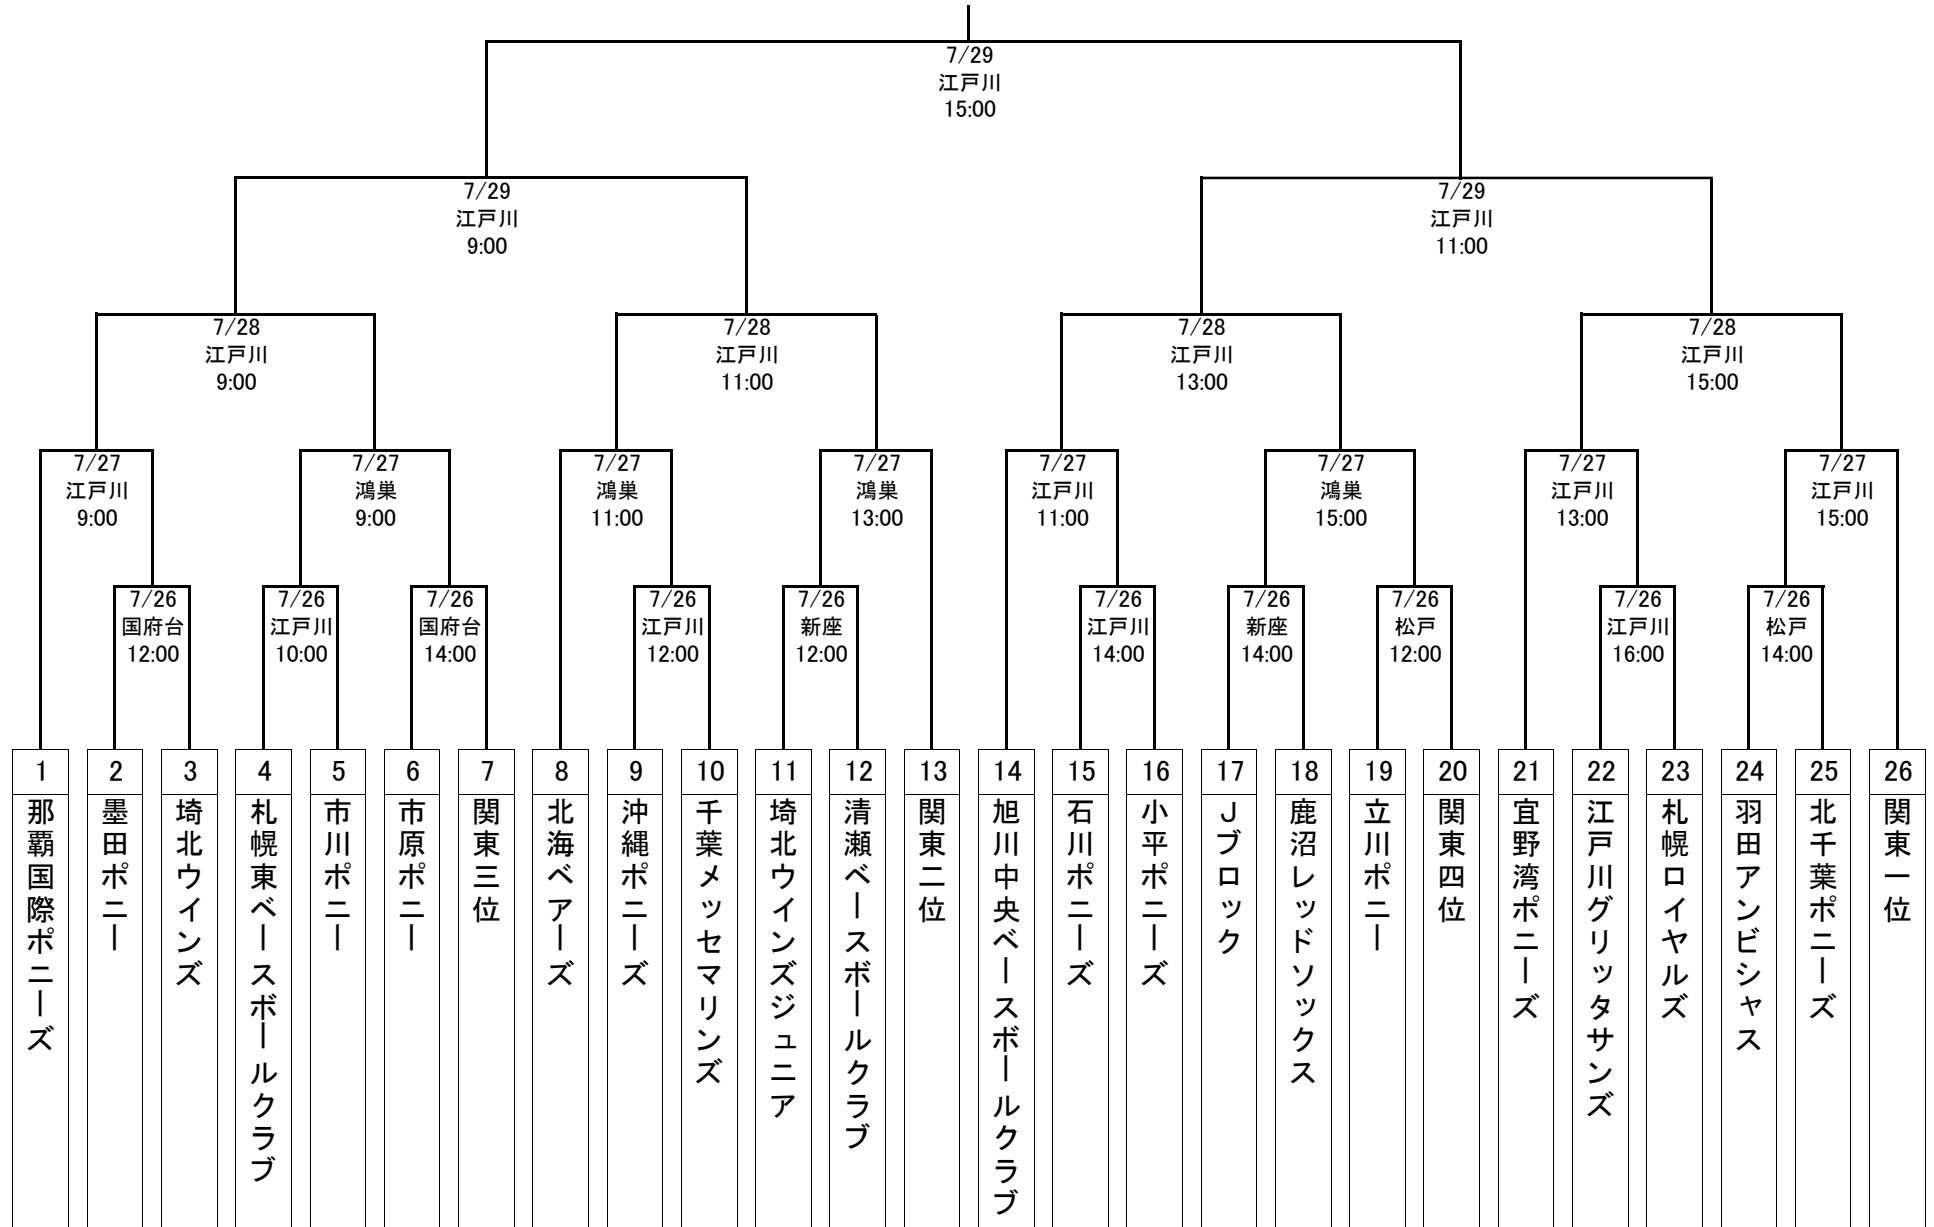 7/29
江戸川
15:00
7/29
江戸川
9:00
7/29
江戸川
11:00
7/28
江戸川
9:00
7/28
江戸川
11:00
7/28
江戸川
13:00
7/28
江戸川
15:00
7/27
江戸川
9:00
7/27
鴻巣
9:00
7/27
鴻巣
11:00
7/27
鴻巣
13:00
7/27
江戸川
11:00
7/27
鴻巣
15:00
7/27
江戸川
13:00
7/27
江戸川
15:00
7/26
国府台
12:00
7/26
江戸川
10:00
7/26
国府台
14:00
7/26
江戸川
12:00
7/26
新座
12:00
7/26
江戸川
14:00
7/26
新座
14:00
7/26
松戸
12:00
7/26
江戸川
16:00
7/26
松戸
14:00
1
那覇国際ポニーズ
2
墨田ポニー
3
埼北ウインズ
4
札幌東ベースボールクラブ
5
市川ポニー
6
市原ポニー
7
関東三位
8
北海ベアーズ
9
沖縄ポニーズ
10
千葉メッセマリンズ
11
埼北ウインズジュニア
12
清瀬ベースボールクラブ
13
関東二位
14
旭川中央ベースボールクラブ
15
石川ポニーズ
16
小平ポニーズ
17
Jブロック
18
鹿沼レッドソックス
19
立川ポニー
20
関東四位
21
宜野湾ポニーズ
22
江戸川グリッタサンズ
23
札幌ロイヤルズ
24
羽田アンビシャス
25
北千葉ポニーズ
26
関東一位